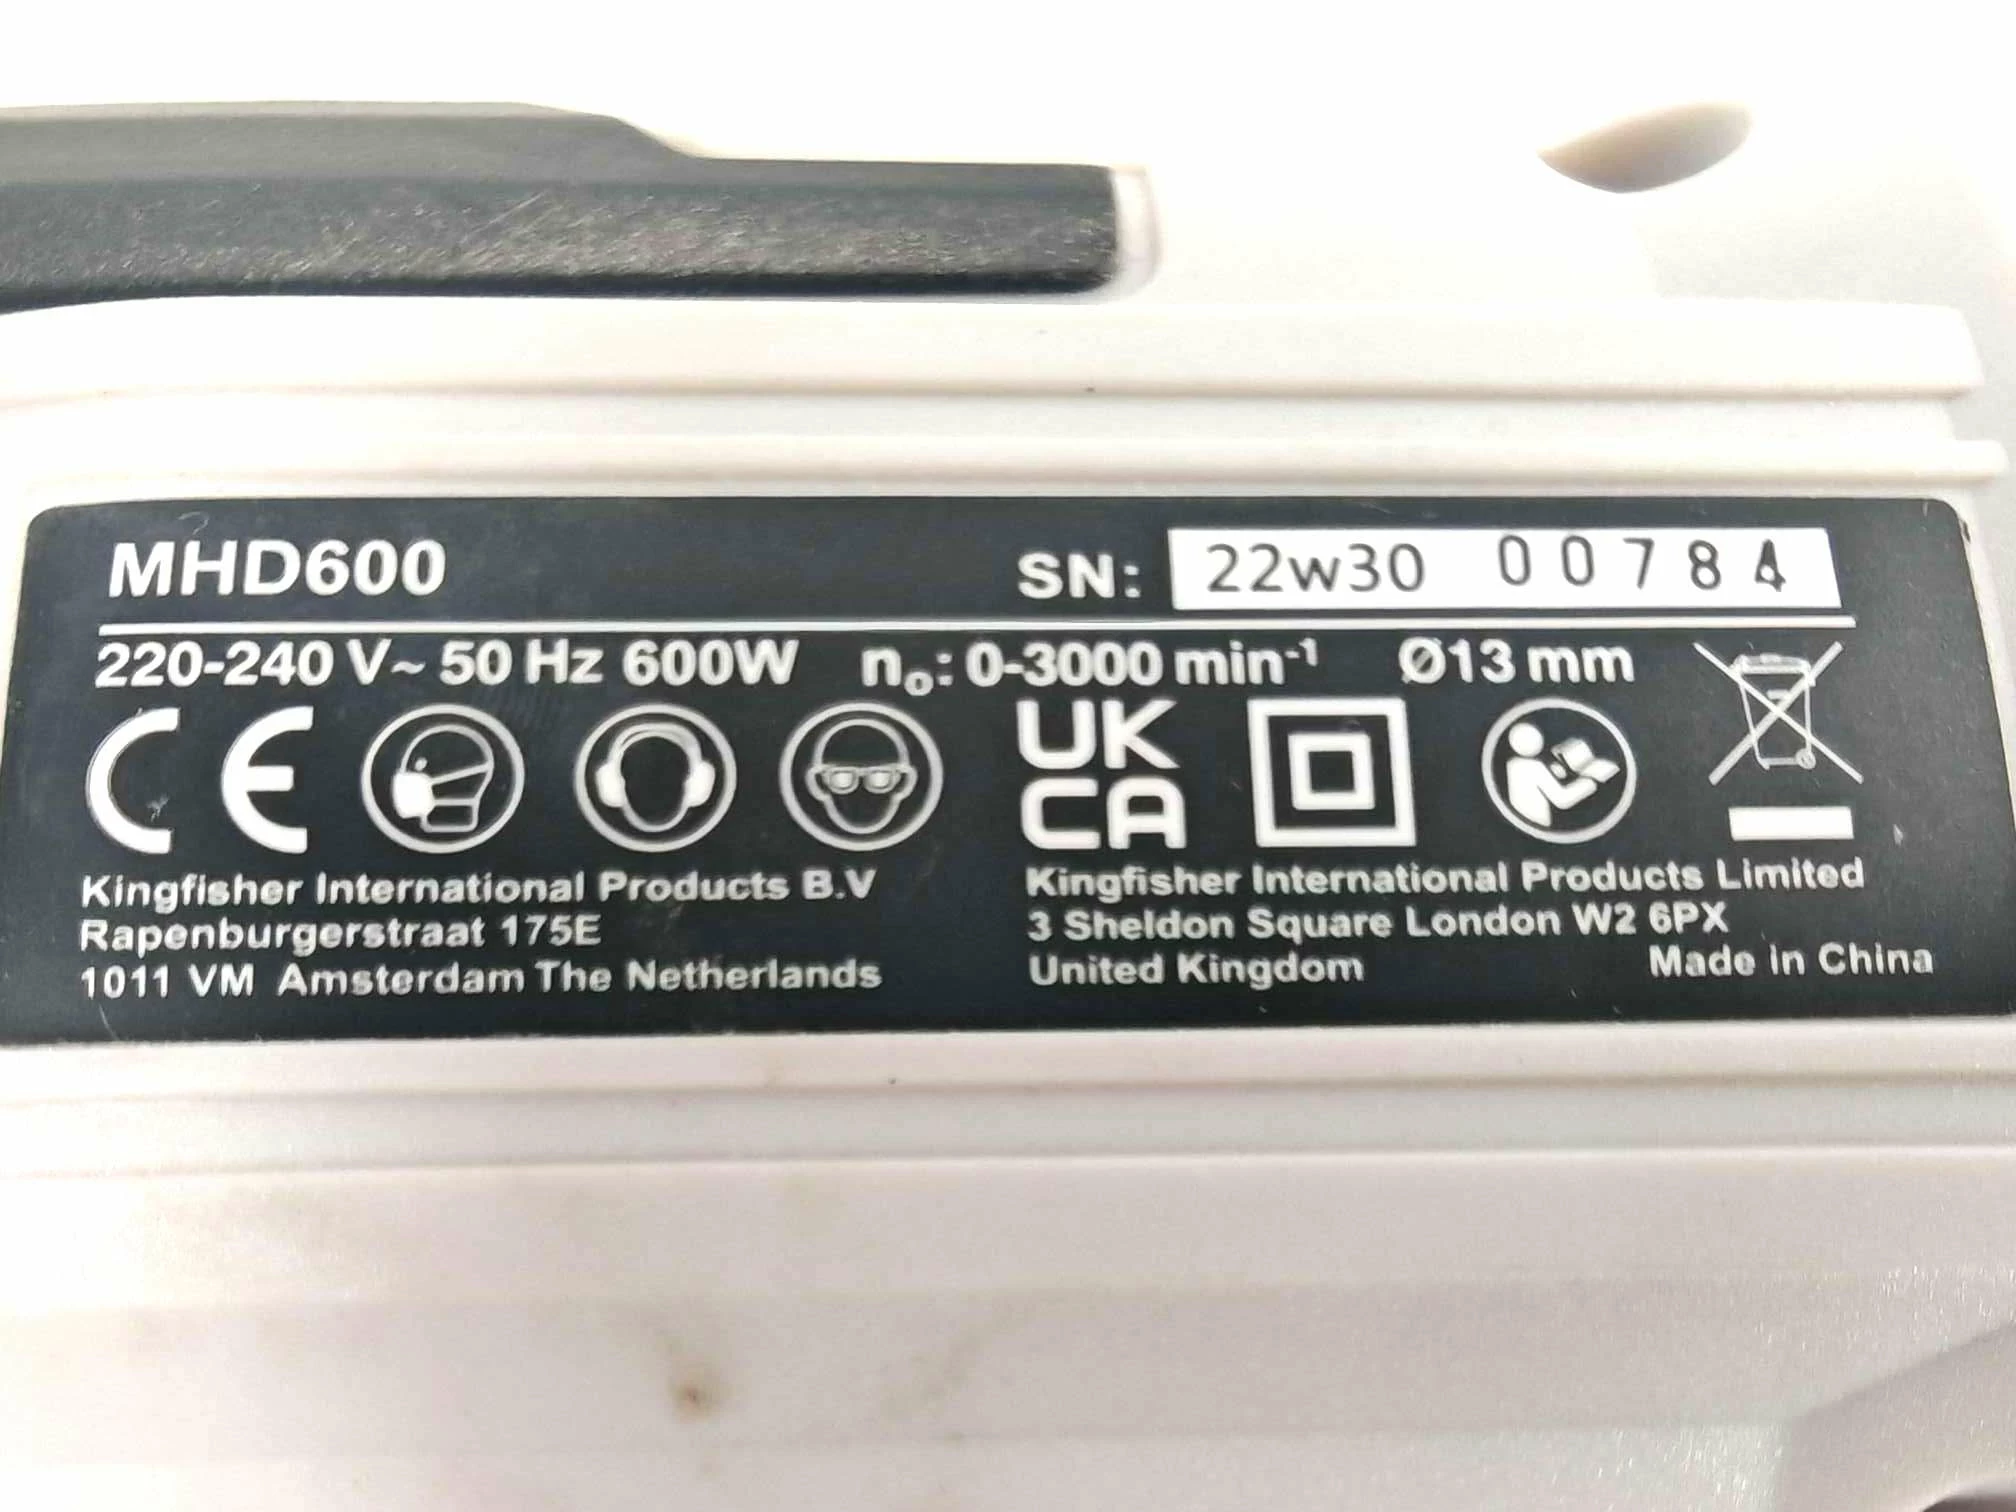 MHD600
SN: 22w30 00784
220-240 V~ 50 Hz 600W n₀: 0-3000 min⁻¹ Ø13 mm
CE
UK
CA
Kingfisher International Products B.V
Rapenburgerstraat 175E
1011 VM Amsterdam The Netherlands
Kingfisher International Products Limited
3 Sheldon Square London W2 6PX
United Kingdom
Made in China